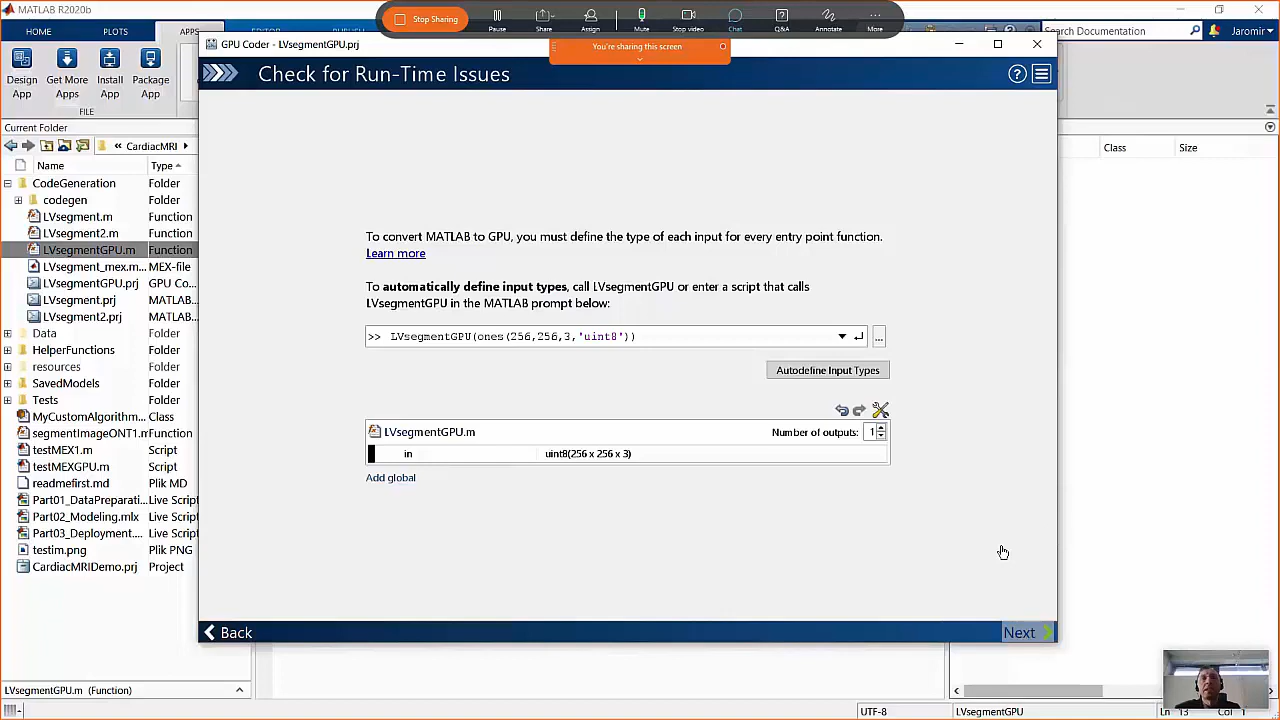 MATLAB R2020b
Stop Sharing
Pause
Share
Assign
Mute
Stop video
Chat
Q&A
Annotate
More
You're sharing this screen
HOME
PLOTS
APPS
Search Documentation
Jaromir
Design App
Get More Apps
Install App
Package App
FILE
GPU Coder - LVsegmentGPU.prj
Check for Run-Time Issues
Current Folder
« CardiacMRI
Name
Type
Class
Size
CodeGeneration Folder
codegen Folder
LVsegment.m Function
LVsegment2.m Function
LVsegmentGPU.m Function
LVsegment_mex.m... MEX-file
LVsegmentGPU.prj GPU Co...
LVsegment.prj MATLAB...
LVsegment2.prj MATLAB...
Data Folder
HelperFunctions Folder
resources Folder
SavedModels Folder
Tests Folder
MyCustomAlgorithm... Class
segmentImageONT1.m Function
testMEX1.m Script
testMEXGPU.m Script
readmefirst.md Plik MD
Part01_DataPreparati... Live Script
Part02_Modeling.mlx Live Script
Part03_Deployment.... Live Script
testim.png Plik PNG
CardiacMRIDemo.prj Project
To convert MATLAB to GPU, you must define the type of each input for every entry point function.
Learn more
To automatically define input types, call LVsegmentGPU or enter a script that calls
LVsegmentGPU in the MATLAB prompt below:
>> LVsegmentGPU(ones(256,256,3,'uint8'))
...
Autodefine Input Types
LVsegmentGPU.m
Number of outputs: 1
in uint8(256 x 256 x 3)
Add global
Back
Next
LVsegmentGPU.m (Function)
UTF-8
LVsegmentGPU
Ln 13 Col 1